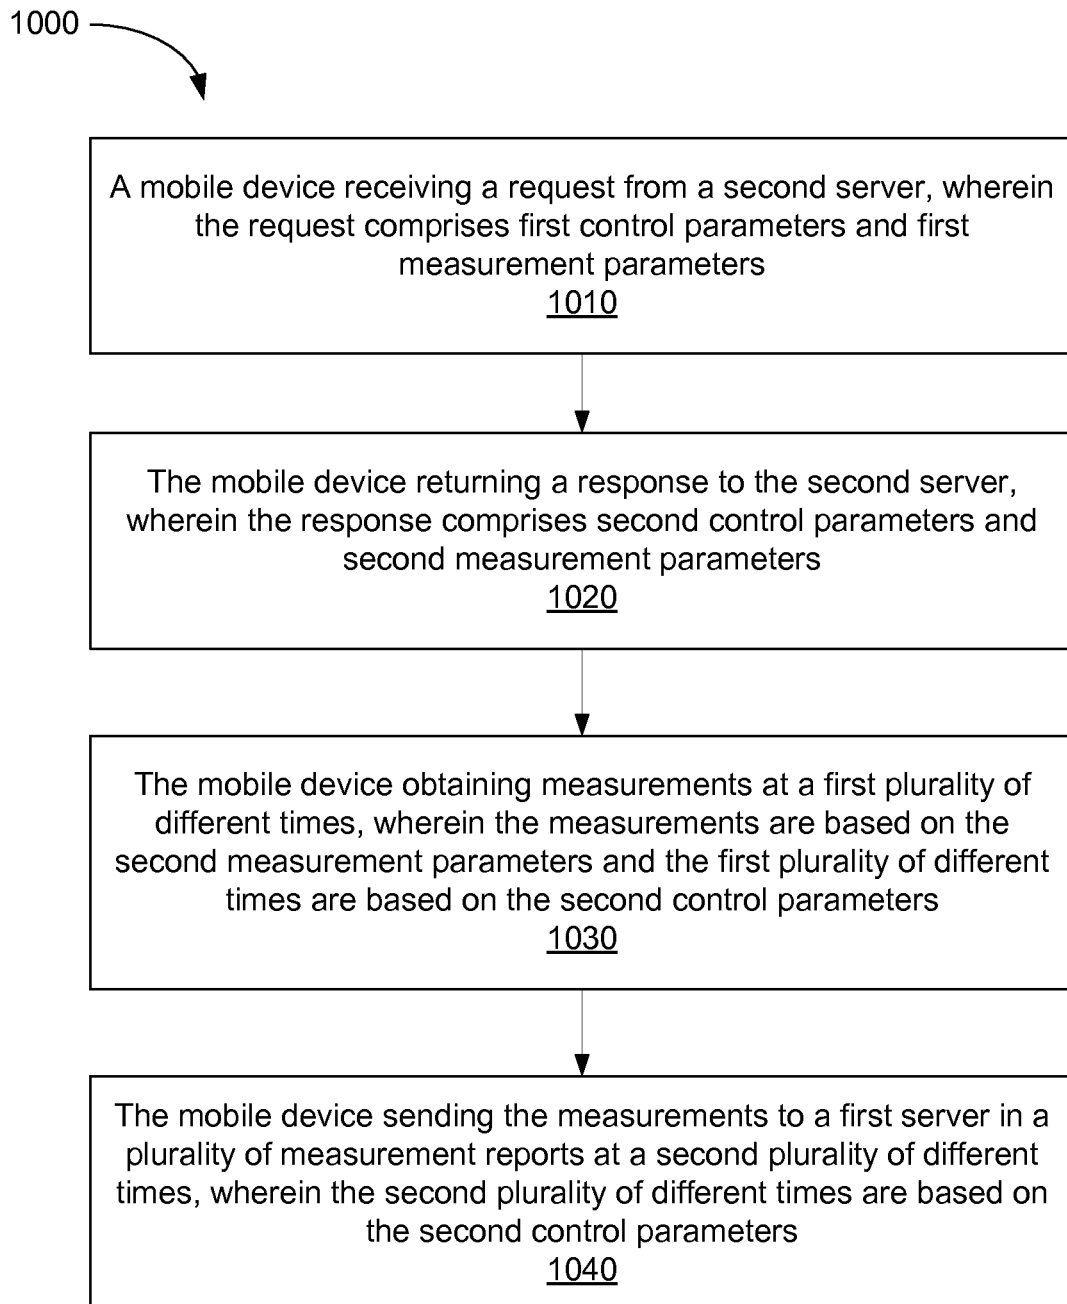 1000
A mobile device receiving a request from a second server, wherein
the request comprises first control parameters and first
measurement parameters
1010
The mobile device returning a response to the second server,
wherein the response comprises second control parameters and
second measurement parameters
1020
The mobile device obtaining measurements at a first plurality of
different times, wherein the measurements are based on the
second measurement parameters and the first plurality of different
times are based on the second control parameters
1030
The mobile device sending the measurements to a first server in a
plurality of measurement reports at a second plurality of different
times, wherein the second plurality of different times are based on
the second control parameters
1040